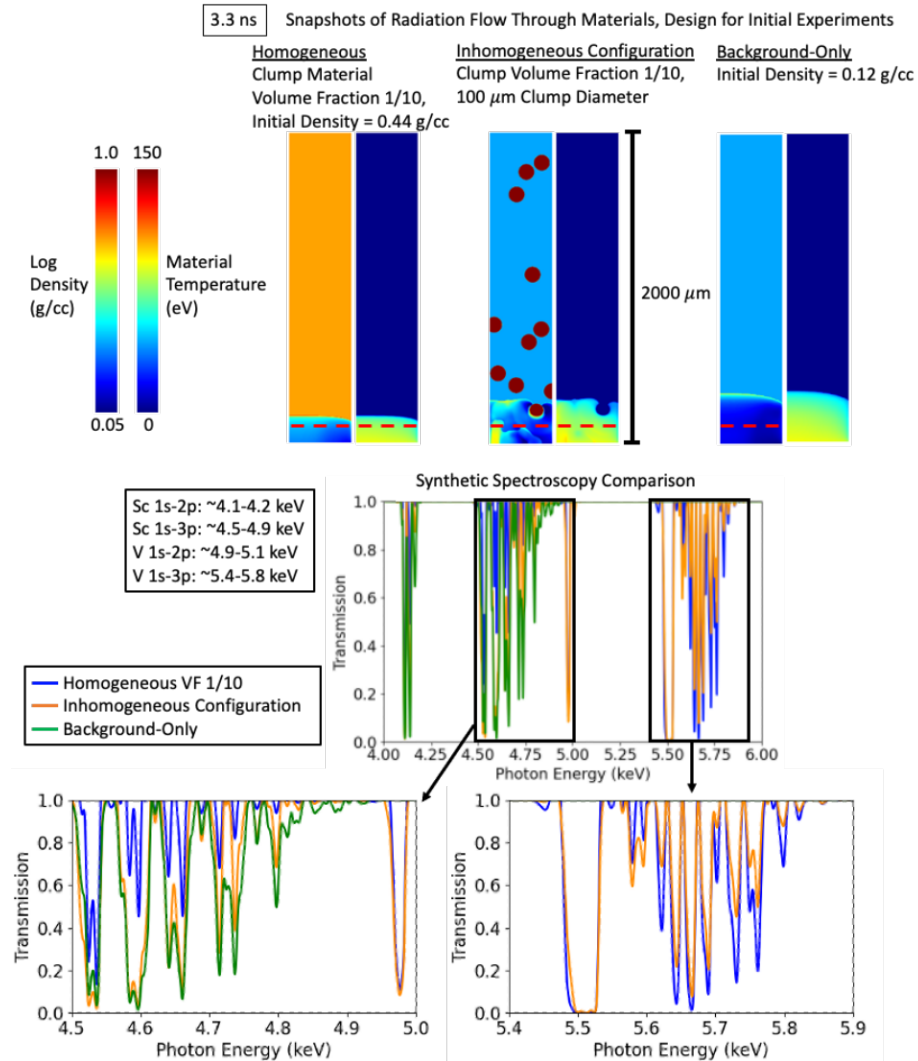 3.3 ns
Snapshots of Radiation Flow Through Materials, Design for Initial Experiments
Homogeneous
Clump Material
Volume Fraction 1/10,
Initial Density = 0.44 g/cc
Inhomogeneous Configuration
Clump Volume Fraction 1/10,
100 μm Clump Diameter
Background-Only
Initial Density = 0.12 g/cc
1.0 150
Log
Density
(g/cc)
Material
Temperature
(eV)
0.05 0
2000 μm
Synthetic Spectroscopy Comparison
Sc 1s-2p: ~4.1-4.2 keV
Sc 1s-3p: ~4.5-4.9 keV
V 1s-2p: ~4.9-5.1 keV
V 1s-3p: ~5.4-5.8 keV
Homogeneous VF 1/10
Inhomogeneous Configuration
Background-Only
Transmission
1.0
0.8
0.6
0.4
0.2
0.0
4.00 4.25 4.50 4.75 5.00 5.25 5.50 5.75 6.00
Photon Energy (keV)
Transmission
1.0
0.8
0.6
0.4
0.2
0.0
4.5 4.6 4.7 4.8 4.9 5.0
Photon Energy (keV)
Transmission
1.0
0.8
0.6
0.4
0.2
0.0
5.4 5.5 5.6 5.7 5.8 5.9
Photon Energy (keV)